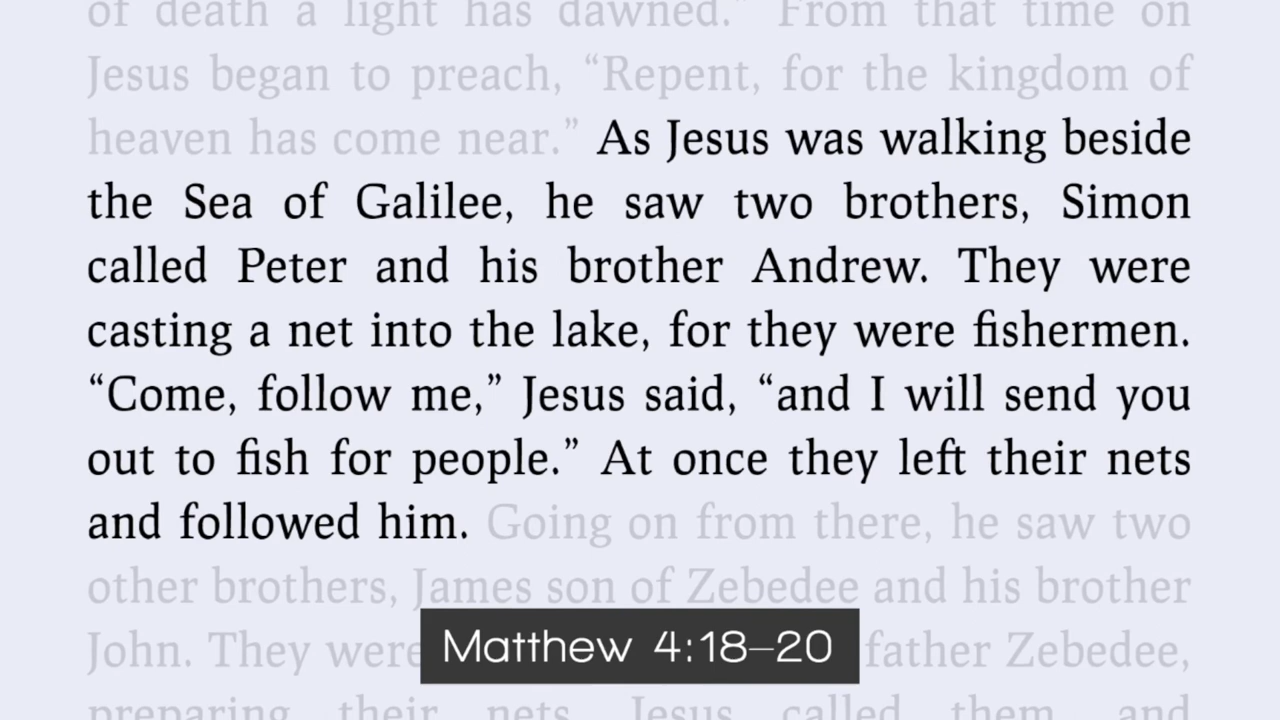 of death a light has dawned.” From that time on
Jesus began to preach, “Repent, for the kingdom of
heaven has come near.” As Jesus was walking beside
the Sea of Galilee, he saw two brothers, Simon
called Peter and his brother Andrew. They were
casting a net into the lake, for they were fishermen.
“Come, follow me,” Jesus said, “and I will send you
out to fish for people.” At once they left their nets
and followed him. Going on from there, he saw two
other brothers, James son of Zebedee and his brother
John. They were father Zebedee,
Matthew 4:18–20
preparing their nets. Jesus called them, and